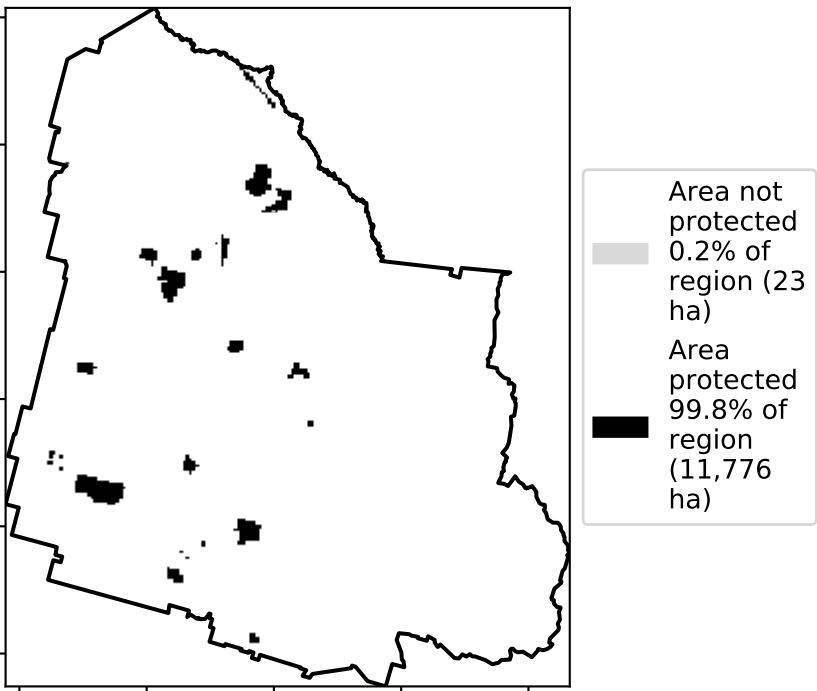 Area not
protected
0.2% of
region (23
ha)
Area
protected
99.8% of
region
(11,776
ha)